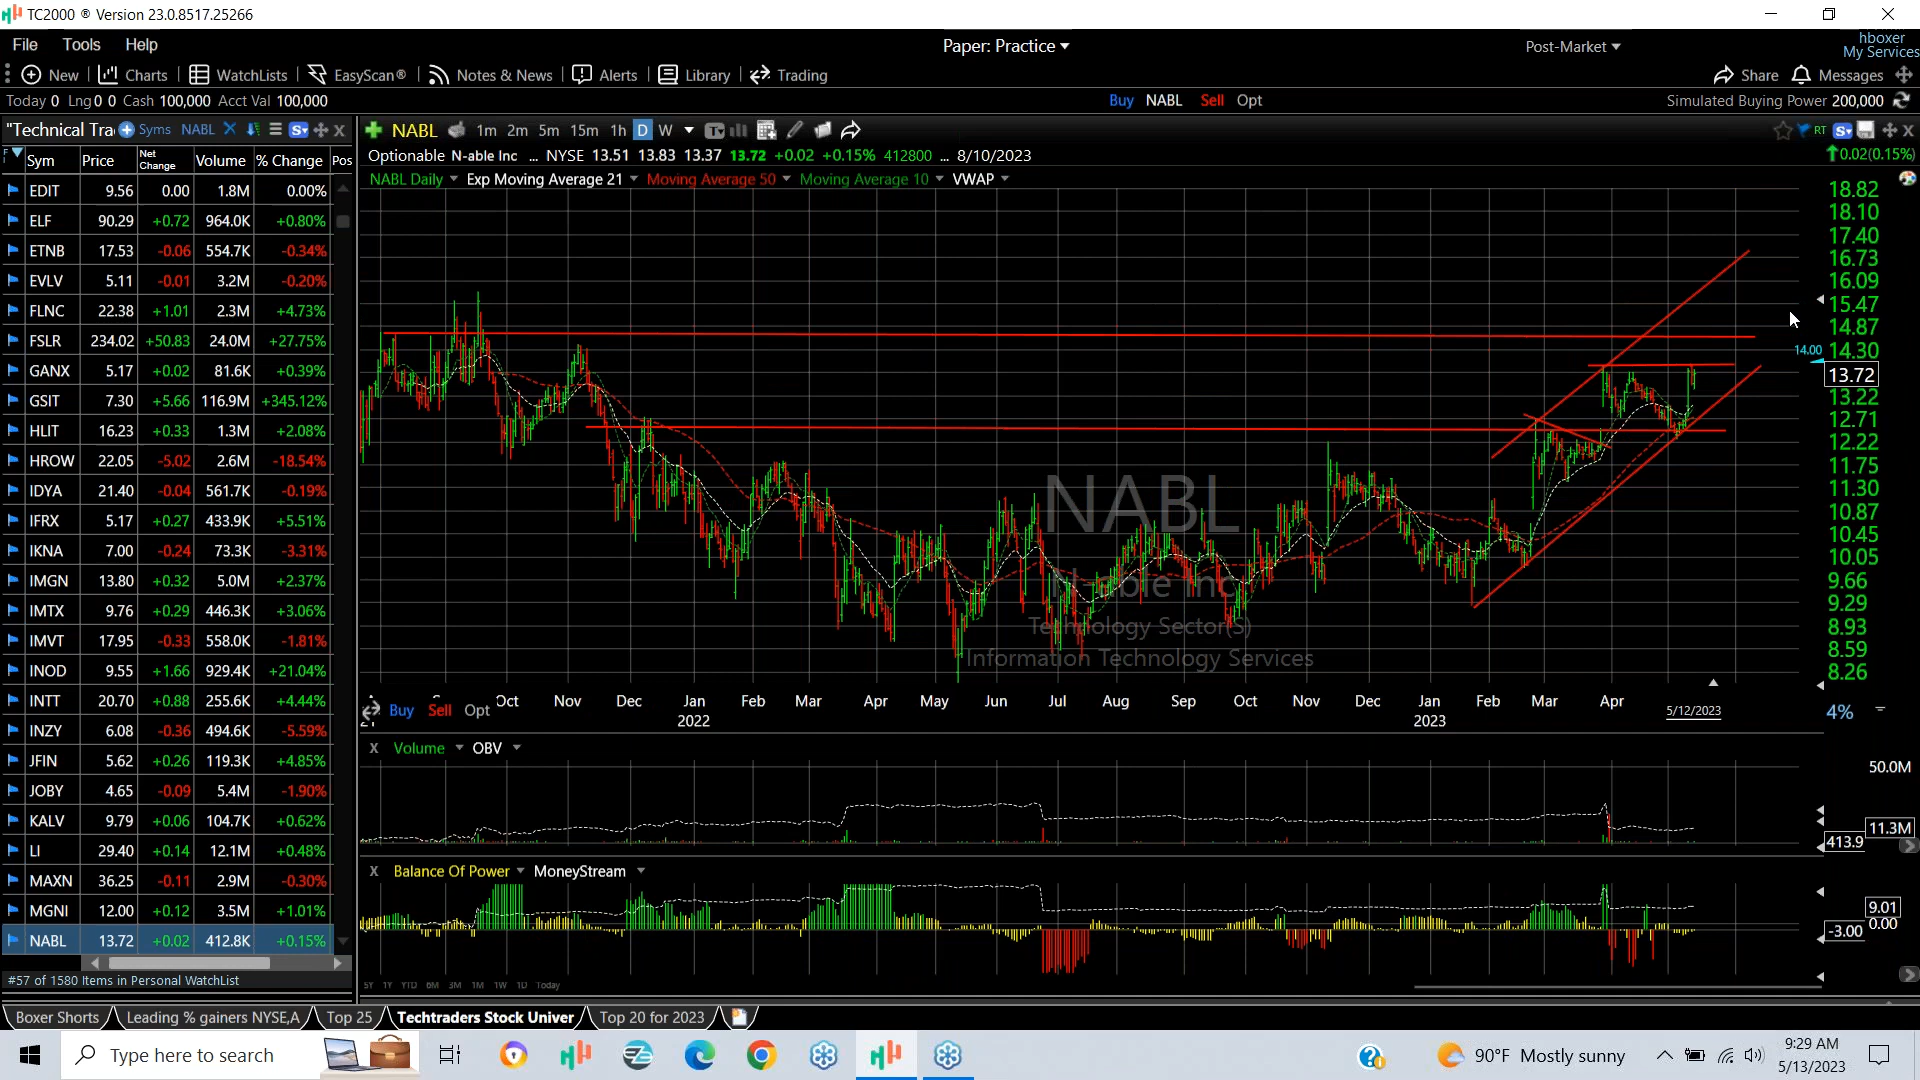 TC2000 ® Version 23.0.8517.25266
File Tools Help
Paper: Practice
Post-Market
hboxer
My Services
New Charts WatchLists EasyScan® Notes & News Alerts Library Trading
Share Messages
Today 0 Lng 0 0 Cash 100,000 Acct Val 100,000
Buy NABL Sell Opt
Simulated Buying Power 200,000
"Technical Tra Syms NABL
NABL 1m 2m 5m 15m 1h D W
RT
Optionable N-able Inc ... NYSE 13.51 13.83 13.37 13.72 +0.02 +0.15% 412800 ... 8/10/2023
0.02(0.15%)
NABL Daily Exp Moving Average 21 Moving Average 50 Moving Average 10 VWAP
Sym Price Net Change Volume % Change Pos
EDIT 9.56 0.00 1.8M 0.00%
ELF 90.29 +0.72 964.0K +0.80%
ETNB 17.53 -0.06 554.7K -0.34%
EVLV 5.11 -0.01 3.2M -0.20%
FLNC 22.38 +1.01 2.3M +4.73%
FSLR 234.02 +50.83 24.0M +27.75%
GANX 5.17 +0.02 81.6K +0.39%
GSIT 7.30 +5.66 116.9M +345.12%
HLIT 16.23 +0.33 1.3M +2.08%
HROW 22.05 -5.02 2.6M -18.54%
IDYA 21.40 -0.04 561.7K -0.19%
IFRX 5.17 +0.27 433.9K +5.51%
IKNA 7.00 -0.24 73.3K -3.31%
IMGN 13.80 +0.32 5.0M +2.37%
IMTX 9.76 +0.29 446.3K +3.06%
IMVT 17.95 -0.33 558.0K -1.81%
INOD 9.55 +1.66 929.4K +21.04%
INTT 20.70 +0.88 255.6K +4.44%
INZY 6.08 -0.36 494.6K -5.59%
JFIN 5.62 +0.26 119.3K +4.85%
JOBY 4.65 -0.09 5.4M -1.90%
KALV 9.79 +0.06 104.7K +0.62%
LI 29.40 +0.14 12.1M +0.48%
MAXN 36.25 -0.11 2.9M -0.30%
MGNI 12.00 +0.12 3.5M +1.01%
NABL 13.72 +0.02 412.8K +0.15%
#57 of 1580 Items in Personal WatchList
18.82
18.10
17.40
16.73
16.09
15.47
14.87
14.00
14.30
13.72
13.22
12.71
12.22
11.75
11.30
10.87
10.45
10.05
9.66
9.29
8.93
8.59
8.26
NABL
N-able Inc
Technology Sector(S)
Information Technology Services
Oct Nov Dec Jan Feb Mar Apr May Jun Jul Aug Sep Oct Nov Dec Jan Feb Mar Apr
2022 2023 5/12/2023
Buy Sell Opt
4%
X Volume OBV
50.0M
11.3M
413.9
X Balance Of Power MoneyStream
9.01
0.00
-3.00
5Y 1Y YTD 6M 3M 1M 1W 1D Today
Boxer Shorts Leading % gainers NYSE,A Top 25 Techtraders Stock Univer Top 20 for 2023
Type here to search
90°F Mostly sunny
9:29 AM
5/13/2023